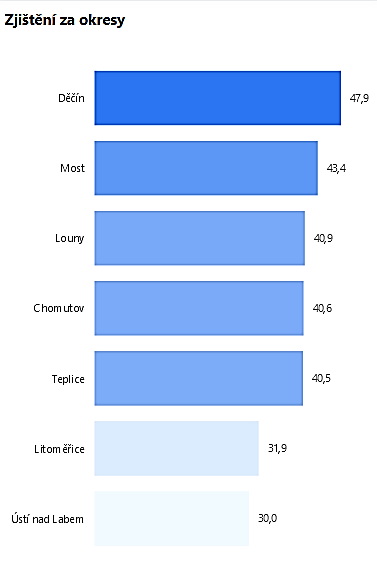 Zjištění za okresy
Děčín 47,9
Most 43,4
Louny 40,9
Chomutov 40,6
Teplice 40,5
Litoměřice 31,9
Ústí nad Labem 30,0